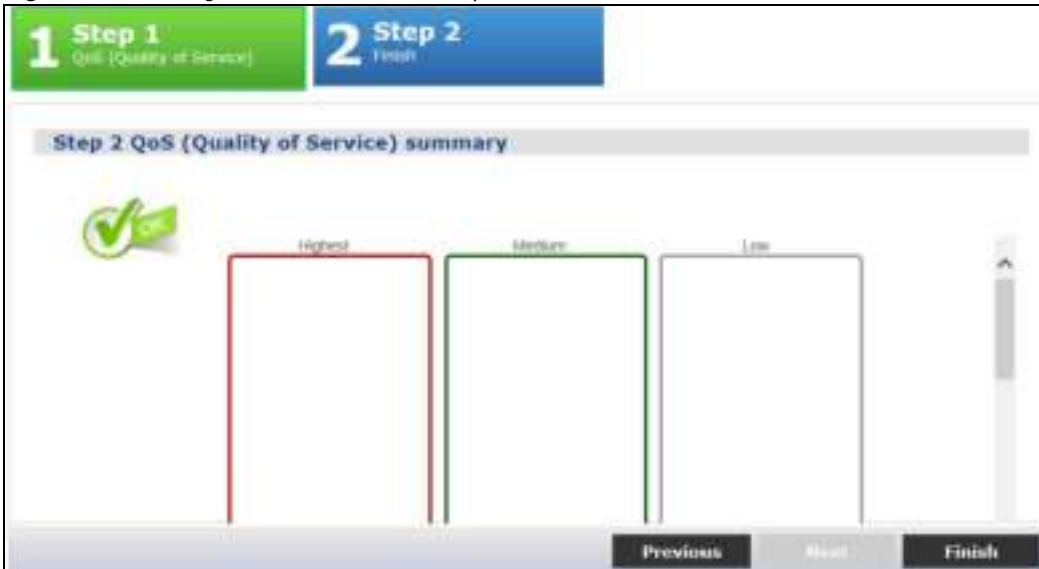 1 Step 1
QoS (Quality of Service)
2 Step 2
Finish
Step 2 QoS (Quality of Service) summary
OK
Highest
Medium
Low
Previous
Next
Finish